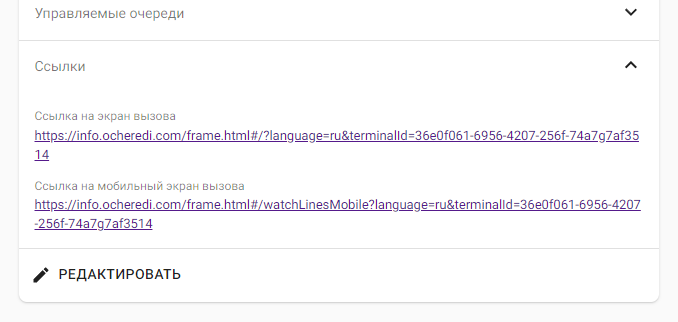 Управляемые очереди
Ссылки
Ссылка на экран вызова
https://info.ocheredi.com/frame.html#/?language=ru&terminalId=36e0f061-6956-4207-256f-74a7g7af35
14
Ссылка на мобильный экран вызова
https://info.ocheredi.com/frame.html#/watchLinesMobile?language=ru&terminalId=36e0f061-6956-4207
-256f-74a7g7af3514
РЕДАКТИРОВАТЬ